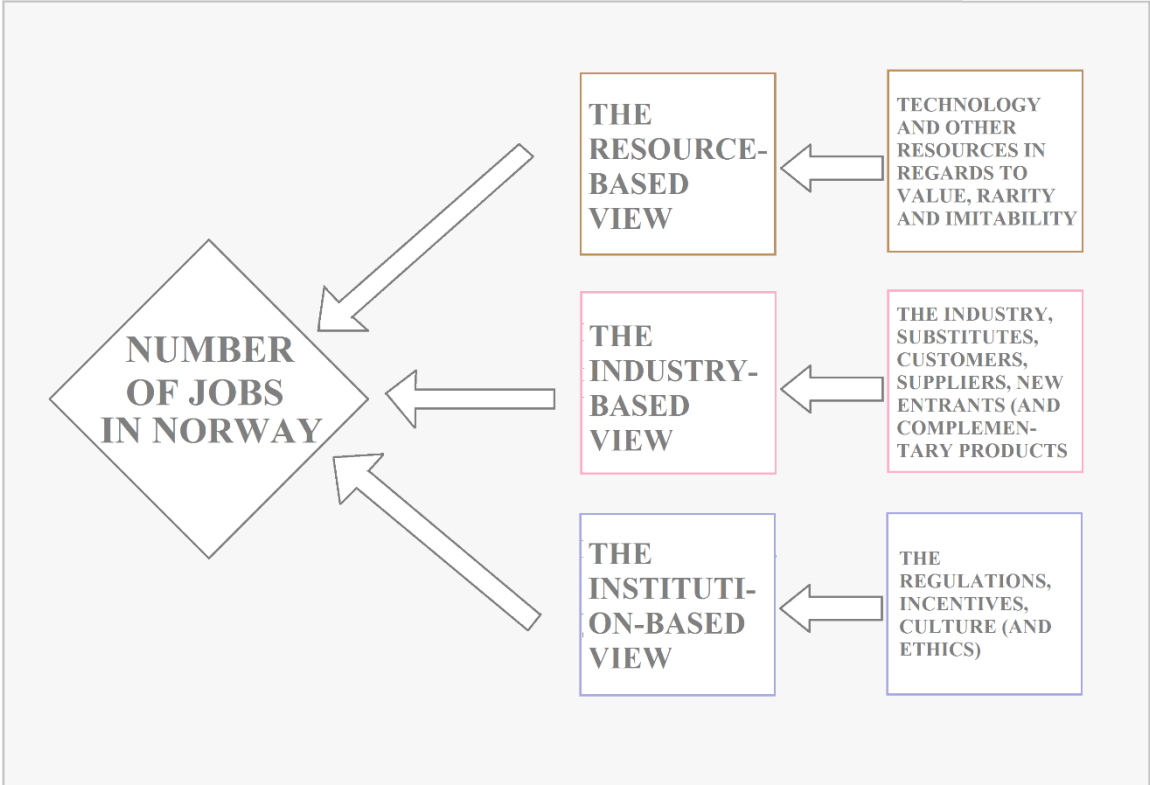 NUMBER
OF JOBS
IN NORWAY
THE
RESOURCE-
BASED
VIEW
TECHNOLOGY
AND OTHER
RESOURCES IN
REGARDS TO
VALUE, RARITY
AND IMITABILITY
THE
INDUSTRY-
BASED
VIEW
THE INDUSTRY,
SUBSTITUTES,
CUSTOMERS,
SUPPLIERS, NEW
ENTRANTS (AND
COMPLEMEN-
TARY PRODUCTS
THE
INSTITUTI-
ON-BASED
VIEW
THE
REGULATIONS,
INCENTIVES,
CULTURE (AND
ETHICS)